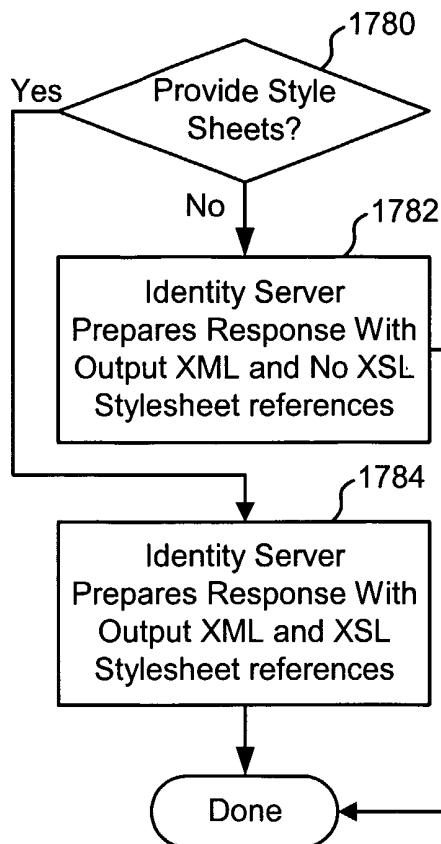 1780
Yes
Provide Style
Sheets?
No
1782
Identity Server
Prepares Response With
Output XML and No XSL
Stylesheet references
1784
Identity Server
Prepares Response With
Output XML and XSL
Stylesheet references
Done